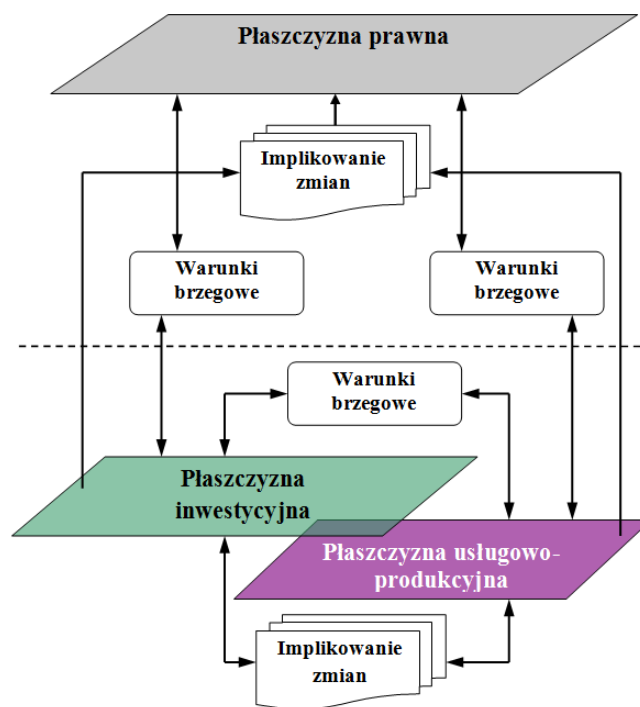 Płaszczyzna prawna
Implikowanie
zmian
Warunki
brzegowe
Warunki
brzegowe
Warunki
brzegowe
Płaszczyzna
inwestycyjna
Płaszczyzna usługowo-
produkcyjna
Implikowanie
zmian